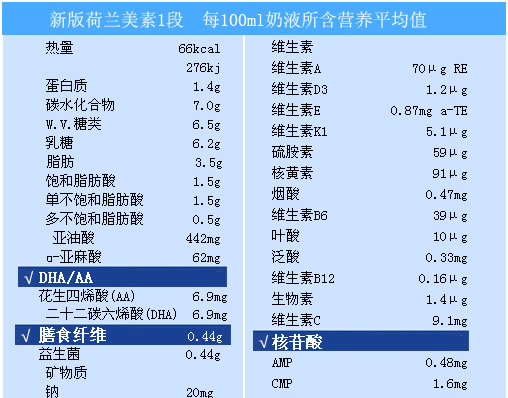 新版荷兰美素1段 每100ml奶液所含营养平均值
热量 66kcal
276kj
蛋白质 1.4g
碳水化合物 7.0g
W.V.糖类 6.5g
乳糖 6.2g
脂肪 3.5g
饱和脂肪酸 1.5g
单不饱和脂肪酸 1.5g
多不饱和脂肪酸 0.5g
亚油酸 442mg
α-亚麻酸 62mg
√ DHA/AA
花生四烯酸(AA) 6.9mg
二十二碳六烯酸(DHA) 6.9mg
√ 膳食纤维 0.44g
益生菌 0.44g
矿物质
钠 20mg
维生素
维生素A 70μg RE
维生素D3 1.2μg
维生素E 0.87mg a-TE
维生素K1 5.1μg
硫胺素 59μg
核黄素 91μg
烟酸 0.47mg
维生素B6 39μg
叶酸 10μg
泛酸 0.33mg
维生素B12 0.16μg
生物素 1.4μg
维生素C 9.1mg
√ 核苷酸
AMP 0.48mg
CMP 1.6mg